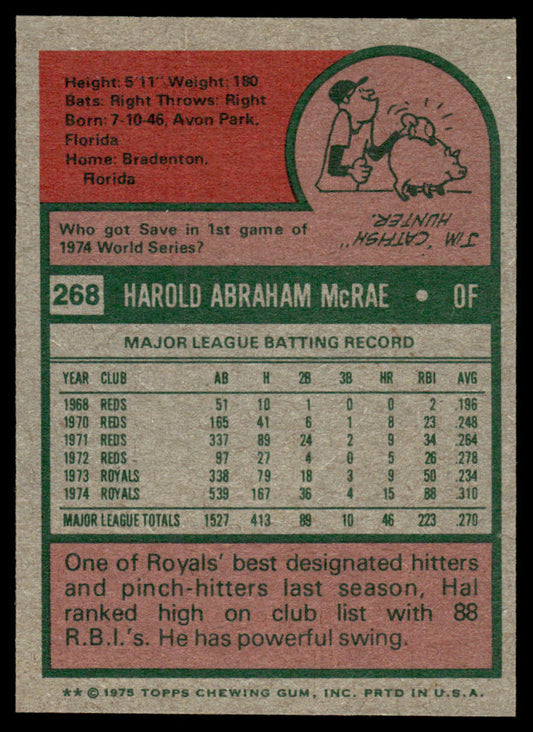 Height: 5'11" Weight: 180
Bats: Right Throws: Right
Born: 7-10-46, Avon Park,
Florida
Home: Bradenton,
Florida
Who got Save in 1st game of
1974 World Series?
JIM "CATFISH"
HUNTER.
268 HAROLD ABRAHAM McRAE • OF
MAJOR LEAGUE BATTING RECORD
YEAR CLUB AB H 2B 3B HR RBI AVG
1968 REDS 51 10 1 0 0 2 .196
1970 REDS 165 41 6 1 8 23 .248
1971 REDS 337 89 24 2 9 34 .264
1972 REDS 97 27 4 0 5 26 .278
1973 ROYALS 338 79 18 3 9 50 .234
1974 ROYALS 539 167 36 4 15 88 .310
MAJOR LEAGUE TOTALS 1527 413 89 10 46 223 .270
One of Royals' best designated hitters
and pinch-hitters last season, Hal
ranked high on club list with 88
R.B.I.'s. He has powerful swing.
** © 1975 TOPPS CHEWING GUM, INC. PRTD IN U.S.A.